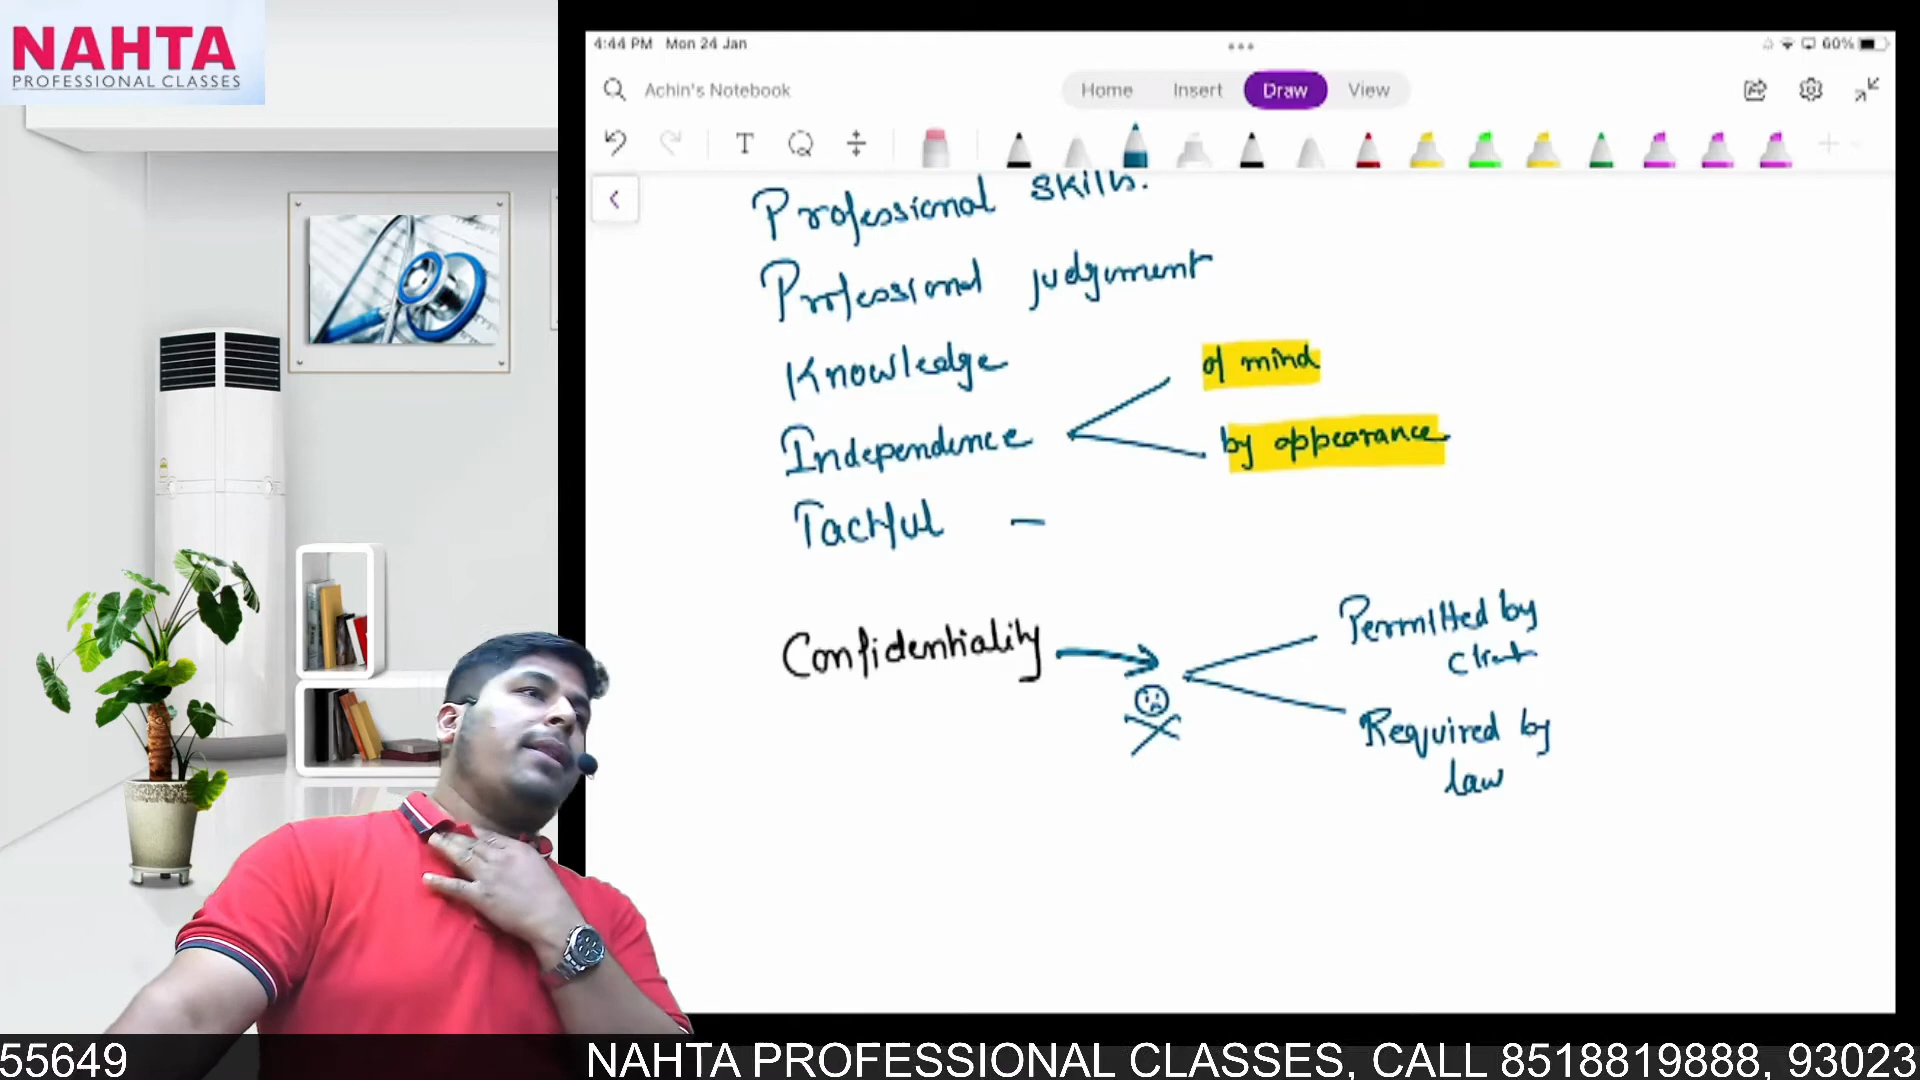 NAHTA
PROFESSIONAL CLASSES
4:44 PM Mon 24 Jan
60%
Achin's Notebook
Home Insert Draw View
T
Professional skills.
Professional judgement
Knowledge
of mind
Independence
by appearance
Tactful —
Permitted by
client
Confidentiality
Required by
law
55649 NAHTA PROFESSIONAL CLASSES, CALL 8518819888, 93023